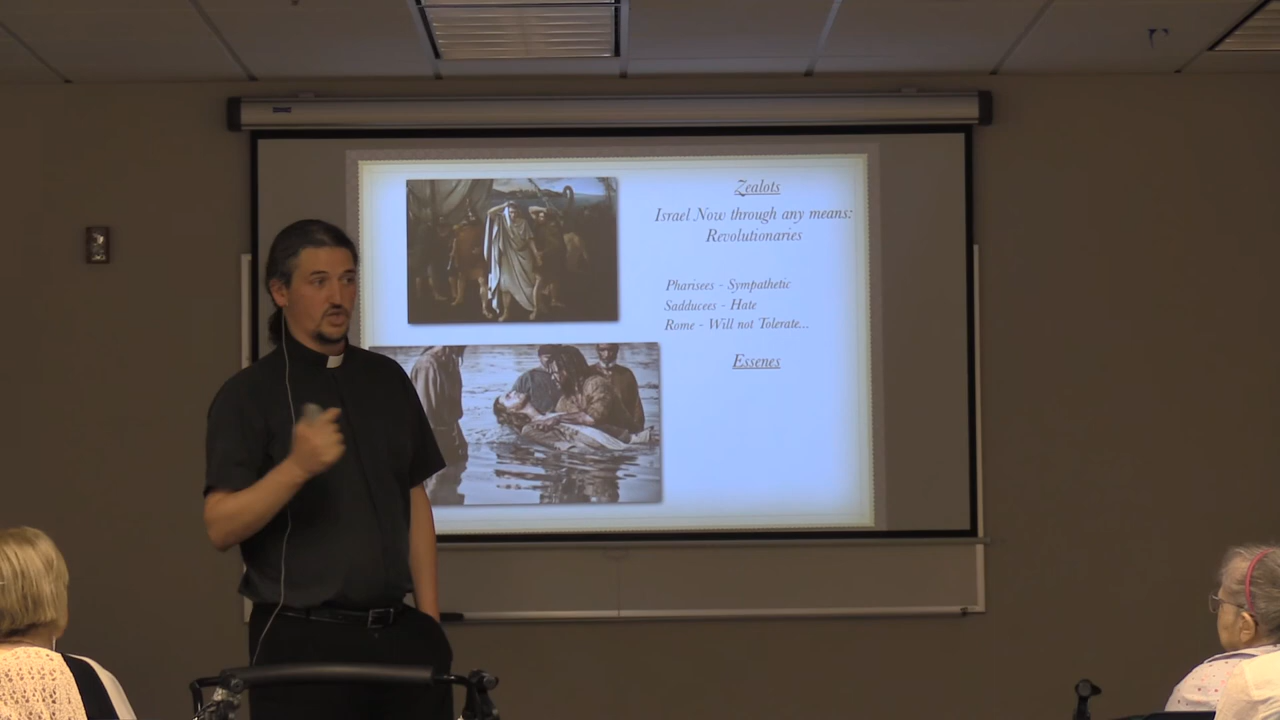 Zealots
Israel Now through any means:
Revolutionaries
Pharisees - Sympathetic
Sadducees - Hate
Rome - Will not Tolerate...
Essenes